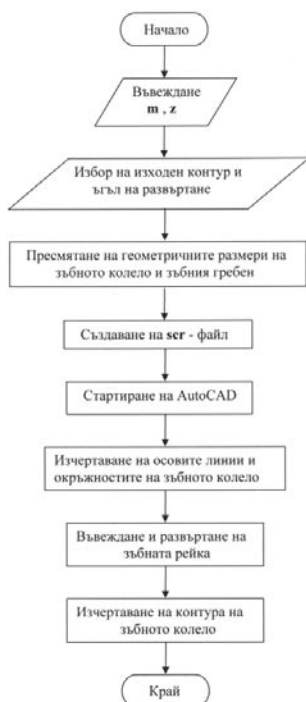 Начало
Въвеждане
m , z
Избор на изходен контур и
ъгъл на развъртане
Пресмятане на геометричните размери на
зъбното колело и зъбния гребен
Създаване на scr - файл
Стартиране на AutoCAD
Изчертаване на осовите линии и
окръжностите на зъбното колело
Въвеждане и развъртане на
зъбната рейка
Изчертаване на контура на
зъбното колело
Край